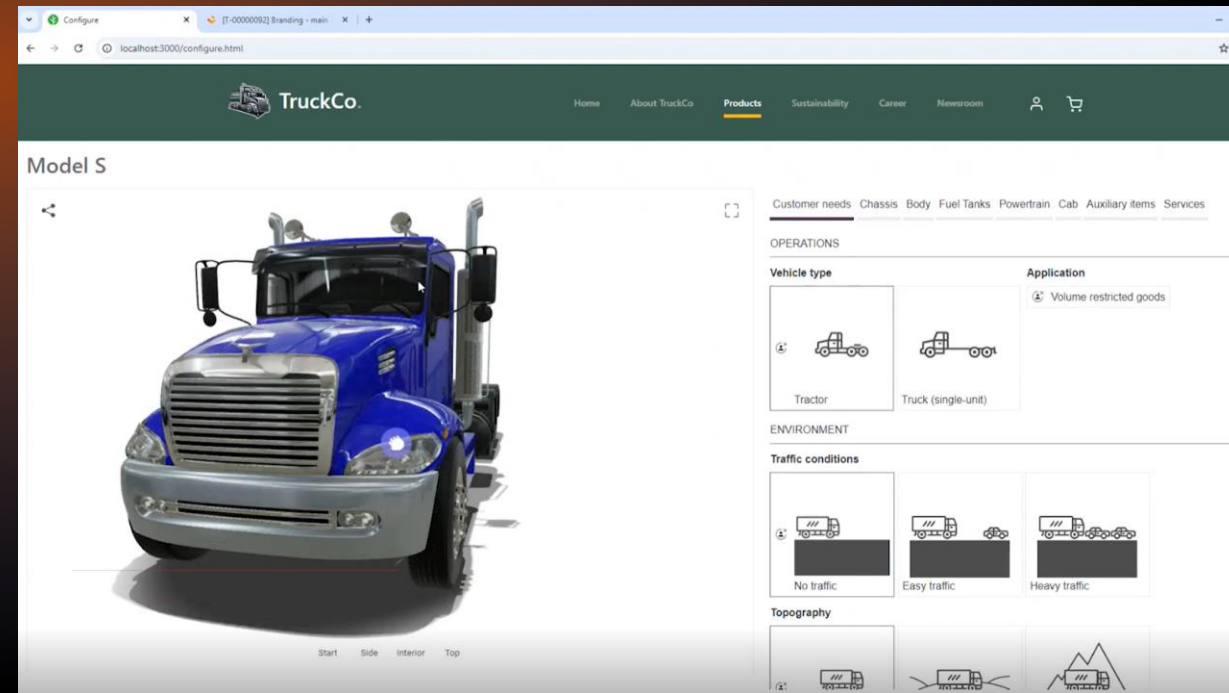 Configure
[T-00000092] Branding - main
localhost:3000/configure.html
TruckCo.
Home About TruckCo Products Sustainability Career Newsroom
Model S
Customer needs Chassis Body Fuel Tanks Powertrain Cab Auxiliary items Services
OPERATIONS
Vehicle type Application
Volume restricted goods
Tractor Truck (single-unit)
ENVIRONMENT
Traffic conditions
No traffic Easy traffic Heavy traffic
Topography
Start Side Interior Top